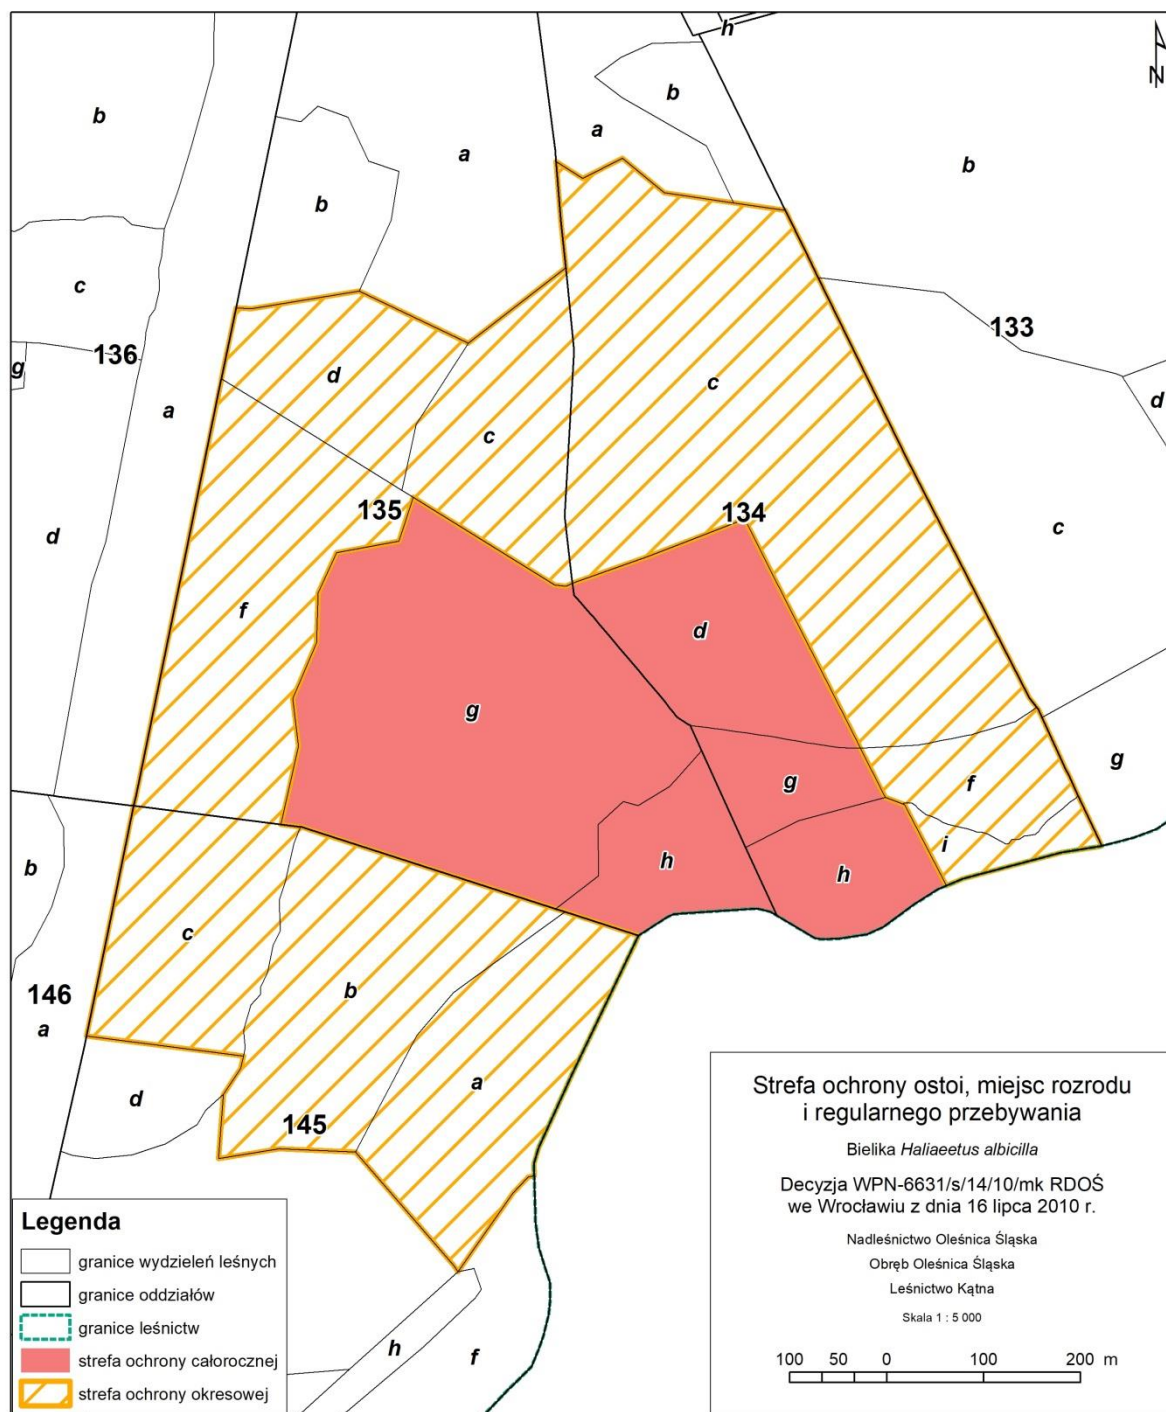 h
N
b
a
b
a
b
b
c
133
136
g
d
c
d
a
c
135
134
d
c
f
d
g
g
g
f
b
h
h
i
c
b
146
a
a
d
145
h
f
Strefa ochrony ostoi, miejsc rozrodu
i regularnego przebywania
Bielika Haliaeetus albicilla
Decyzja WPN-6631/s/14/10/mk RDOŚ
we Wrocławiu z dnia 16 lipca 2010 r.
Nadleśnictwo Oleśnica Śląska
Obręb Oleśnica Śląska
Leśnictwo Kątna
Skala 1 : 5 000
100 50 0 100 200 m
Legenda
granice wydzieleń leśnych
granice oddziałów
granice leśnictw
strefa ochrony całorocznej
strefa ochrony okresowej